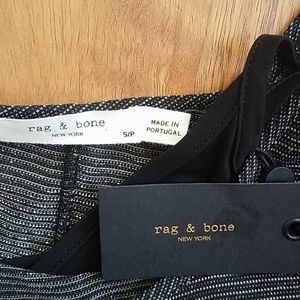 rag & bone
NEW YORK
S/P
MADE IN
PORTUGAL
rag & bone
NEW YORK